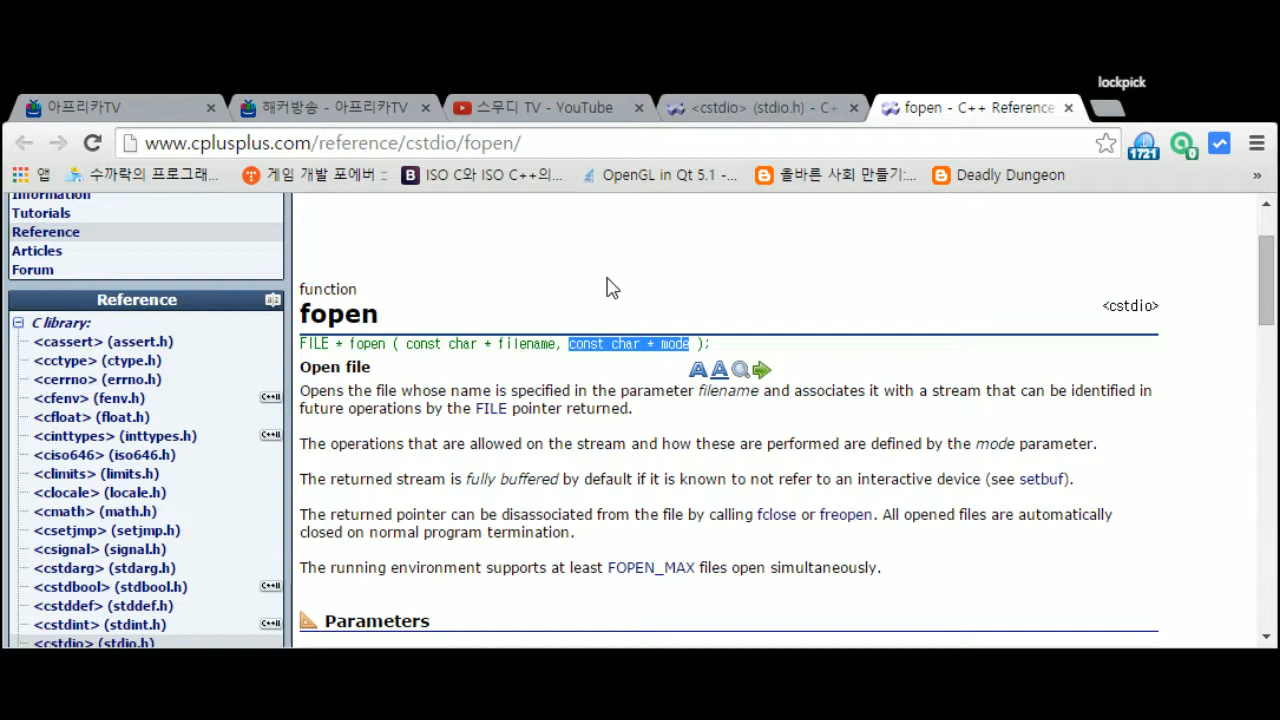 lockpick
아프리카TV
해커방송 - 아프리카TV
스무디 TV - YouTube
<cstdio> (stdio.h) - C+
fopen - C++ Reference
www.cplusplus.com/reference/cstdio/fopen/
1721
0
앱
수까락의 프로그래...
게임 개발 포에버 ::
B
ISO C와 ISO C++의...
OpenGL in Qt 5.1 -...
올바른 사회 만들기:...
Deadly Dungeon
»
Information
Tutorials
Reference
Articles
Forum
Reference
C library:
<cassert> (assert.h)
<cctype> (ctype.h)
<cerrno> (errno.h)
<cfenv> (fenv.h)
C++11
<cfloat> (float.h)
<cinttypes> (inttypes.h)
C++11
<ciso646> (iso646.h)
<climits> (limits.h)
<clocale> (locale.h)
<cmath> (math.h)
<csetjmp> (setjmp.h)
<csignal> (signal.h)
<cstdarg> (stdarg.h)
<cstdbool> (stdbool.h)
C++11
<cstddef> (stddef.h)
<cstdint> (stdint.h)
C++11
<cstdio> (stdio.h)
function
fopen
<cstdio>
FILE * fopen ( const char * filename, const char * mode );
Open file
Opens the file whose name is specified in the parameter filename and associates it with a stream that can be identified in
future operations by the FILE pointer returned.
The operations that are allowed on the stream and how these are performed are defined by the mode parameter.
The returned stream is fully buffered by default if it is known to not refer to an interactive device (see setbuf).
The returned pointer can be disassociated from the file by calling fclose or freopen. All opened files are automatically
closed on normal program termination.
The running environment supports at least FOPEN_MAX files open simultaneously.
Parameters